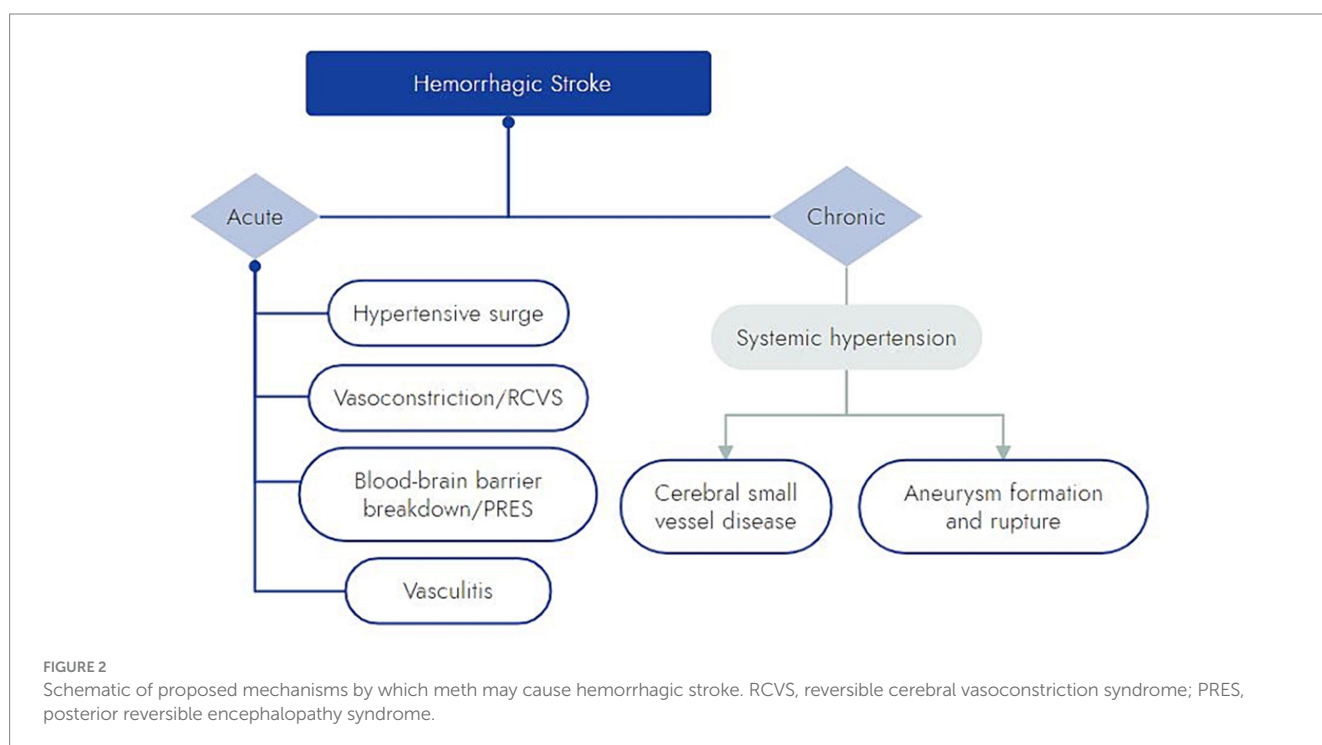 Hemorrhagic Stroke
Acute
Chronic
Hypertensive surge
Vasoconstriction/RCVS
Blood-brain barrier
breakdown/PRES
Vasculitis
Systemic hypertension
Cerebral small
vessel disease
Aneurysm formation
and rupture
FIGURE 2
Schematic of proposed mechanisms by which meth may cause hemorrhagic stroke. RCVS, reversible cerebral vasoconstriction syndrome; PRES,
posterior reversible encephalopathy syndrome.